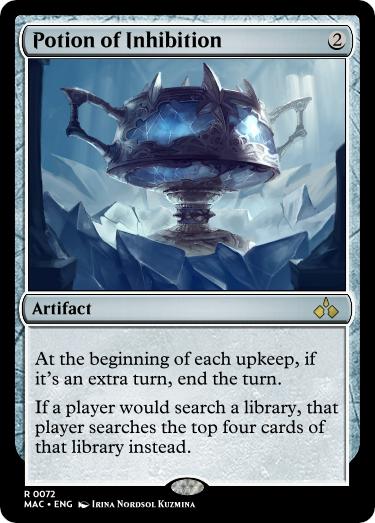 Potion of Inhibition 2
Artifact
At the beginning of each upkeep, if
it's an extra turn, end the turn.
If a player would search a library, that
player searches the top four cards of
that library instead.
R 0072
MAC • ENG Irina Nordsol Kuzmina